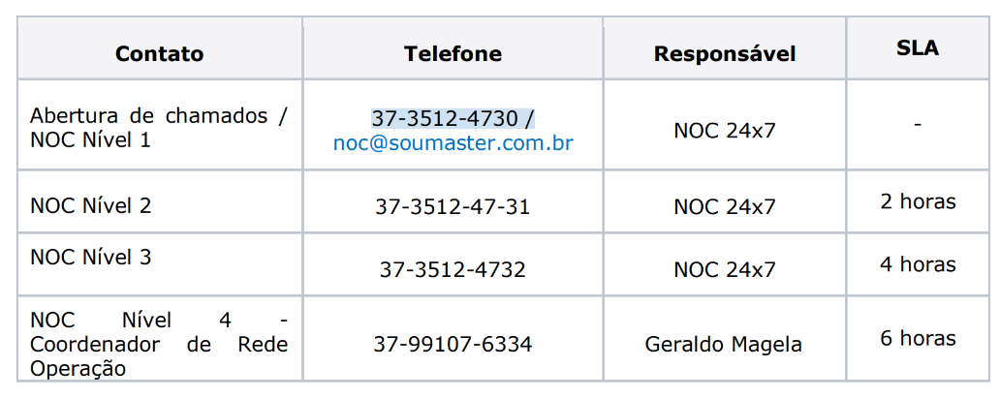 Contato
Telefone
Responsável
SLA
Abertura de chamados /
NOC Nível 1
37-3512-4730 /
noc@soumaster.com.br
NOC 24x7
-
NOC Nível 2
37-3512-47-31
NOC 24x7
2 horas
NOC Nível 3
37-3512-4732
NOC 24x7
4 horas
NOC Nível 4 -
Coordenador de Rede
Operação
37-99107-6334
Geraldo Magela
6 horas